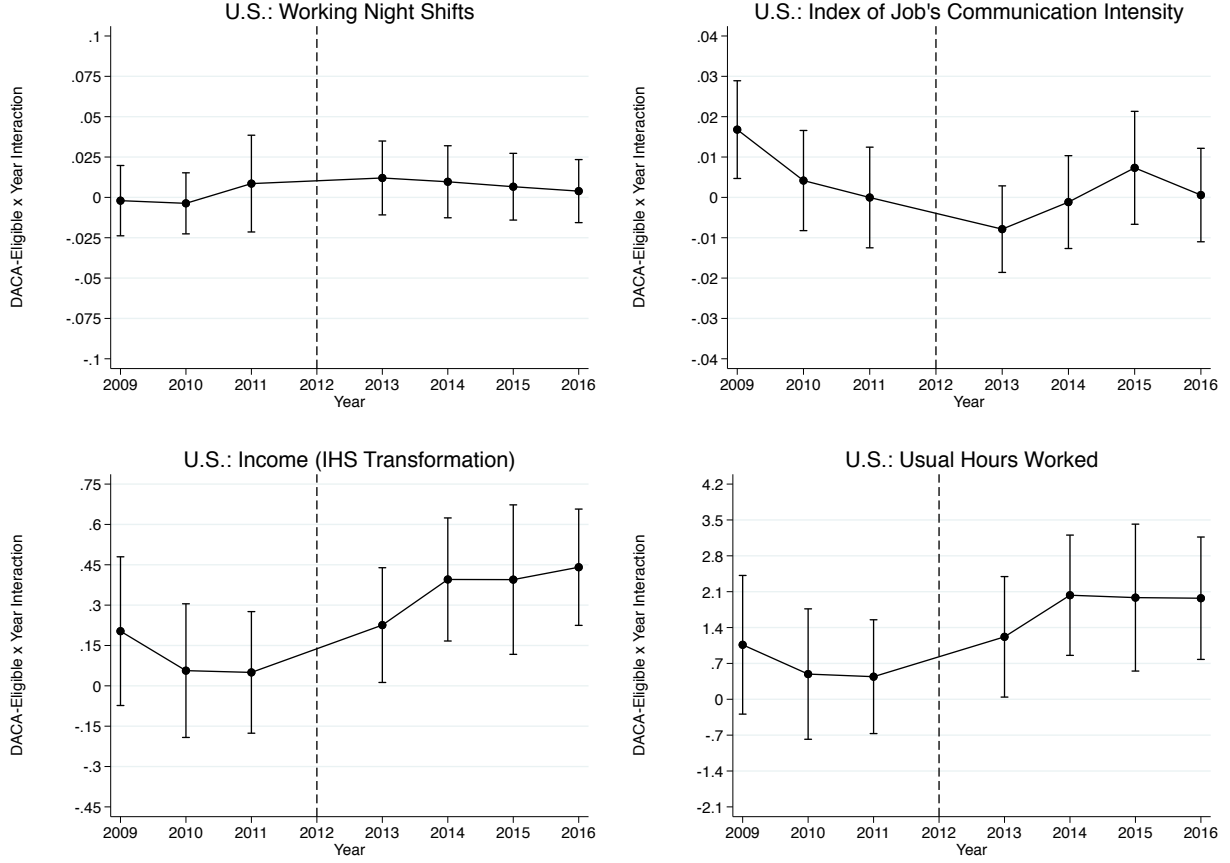 U.S.: Working Night Shifts
DACA-Eligible x Year Interaction
.1
.075
.05
.025
0
-.025
-.05
-.075
-.1
2009 2010 2011 2012 2013 2014 2015 2016
Year
U.S.: Index of Job's Communication Intensity
DACA-Eligible x Year Interaction
.04
.03
.02
.01
0
-.01
-.02
-.03
-.04
2009 2010 2011 2012 2013 2014 2015 2016
Year
U.S.: Income (IHS Transformation)
DACA-Eligible x Year Interaction
.75
.6
.45
.3
.15
0
-.15
-.3
-.45
2009 2010 2011 2012 2013 2014 2015 2016
Year
U.S.: Usual Hours Worked
DACA-Eligible x Year Interaction
4.2
3.5
2.8
2.1
1.4
.7
0
-.7
-1.4
-2.1
2009 2010 2011 2012 2013 2014 2015 2016
Year